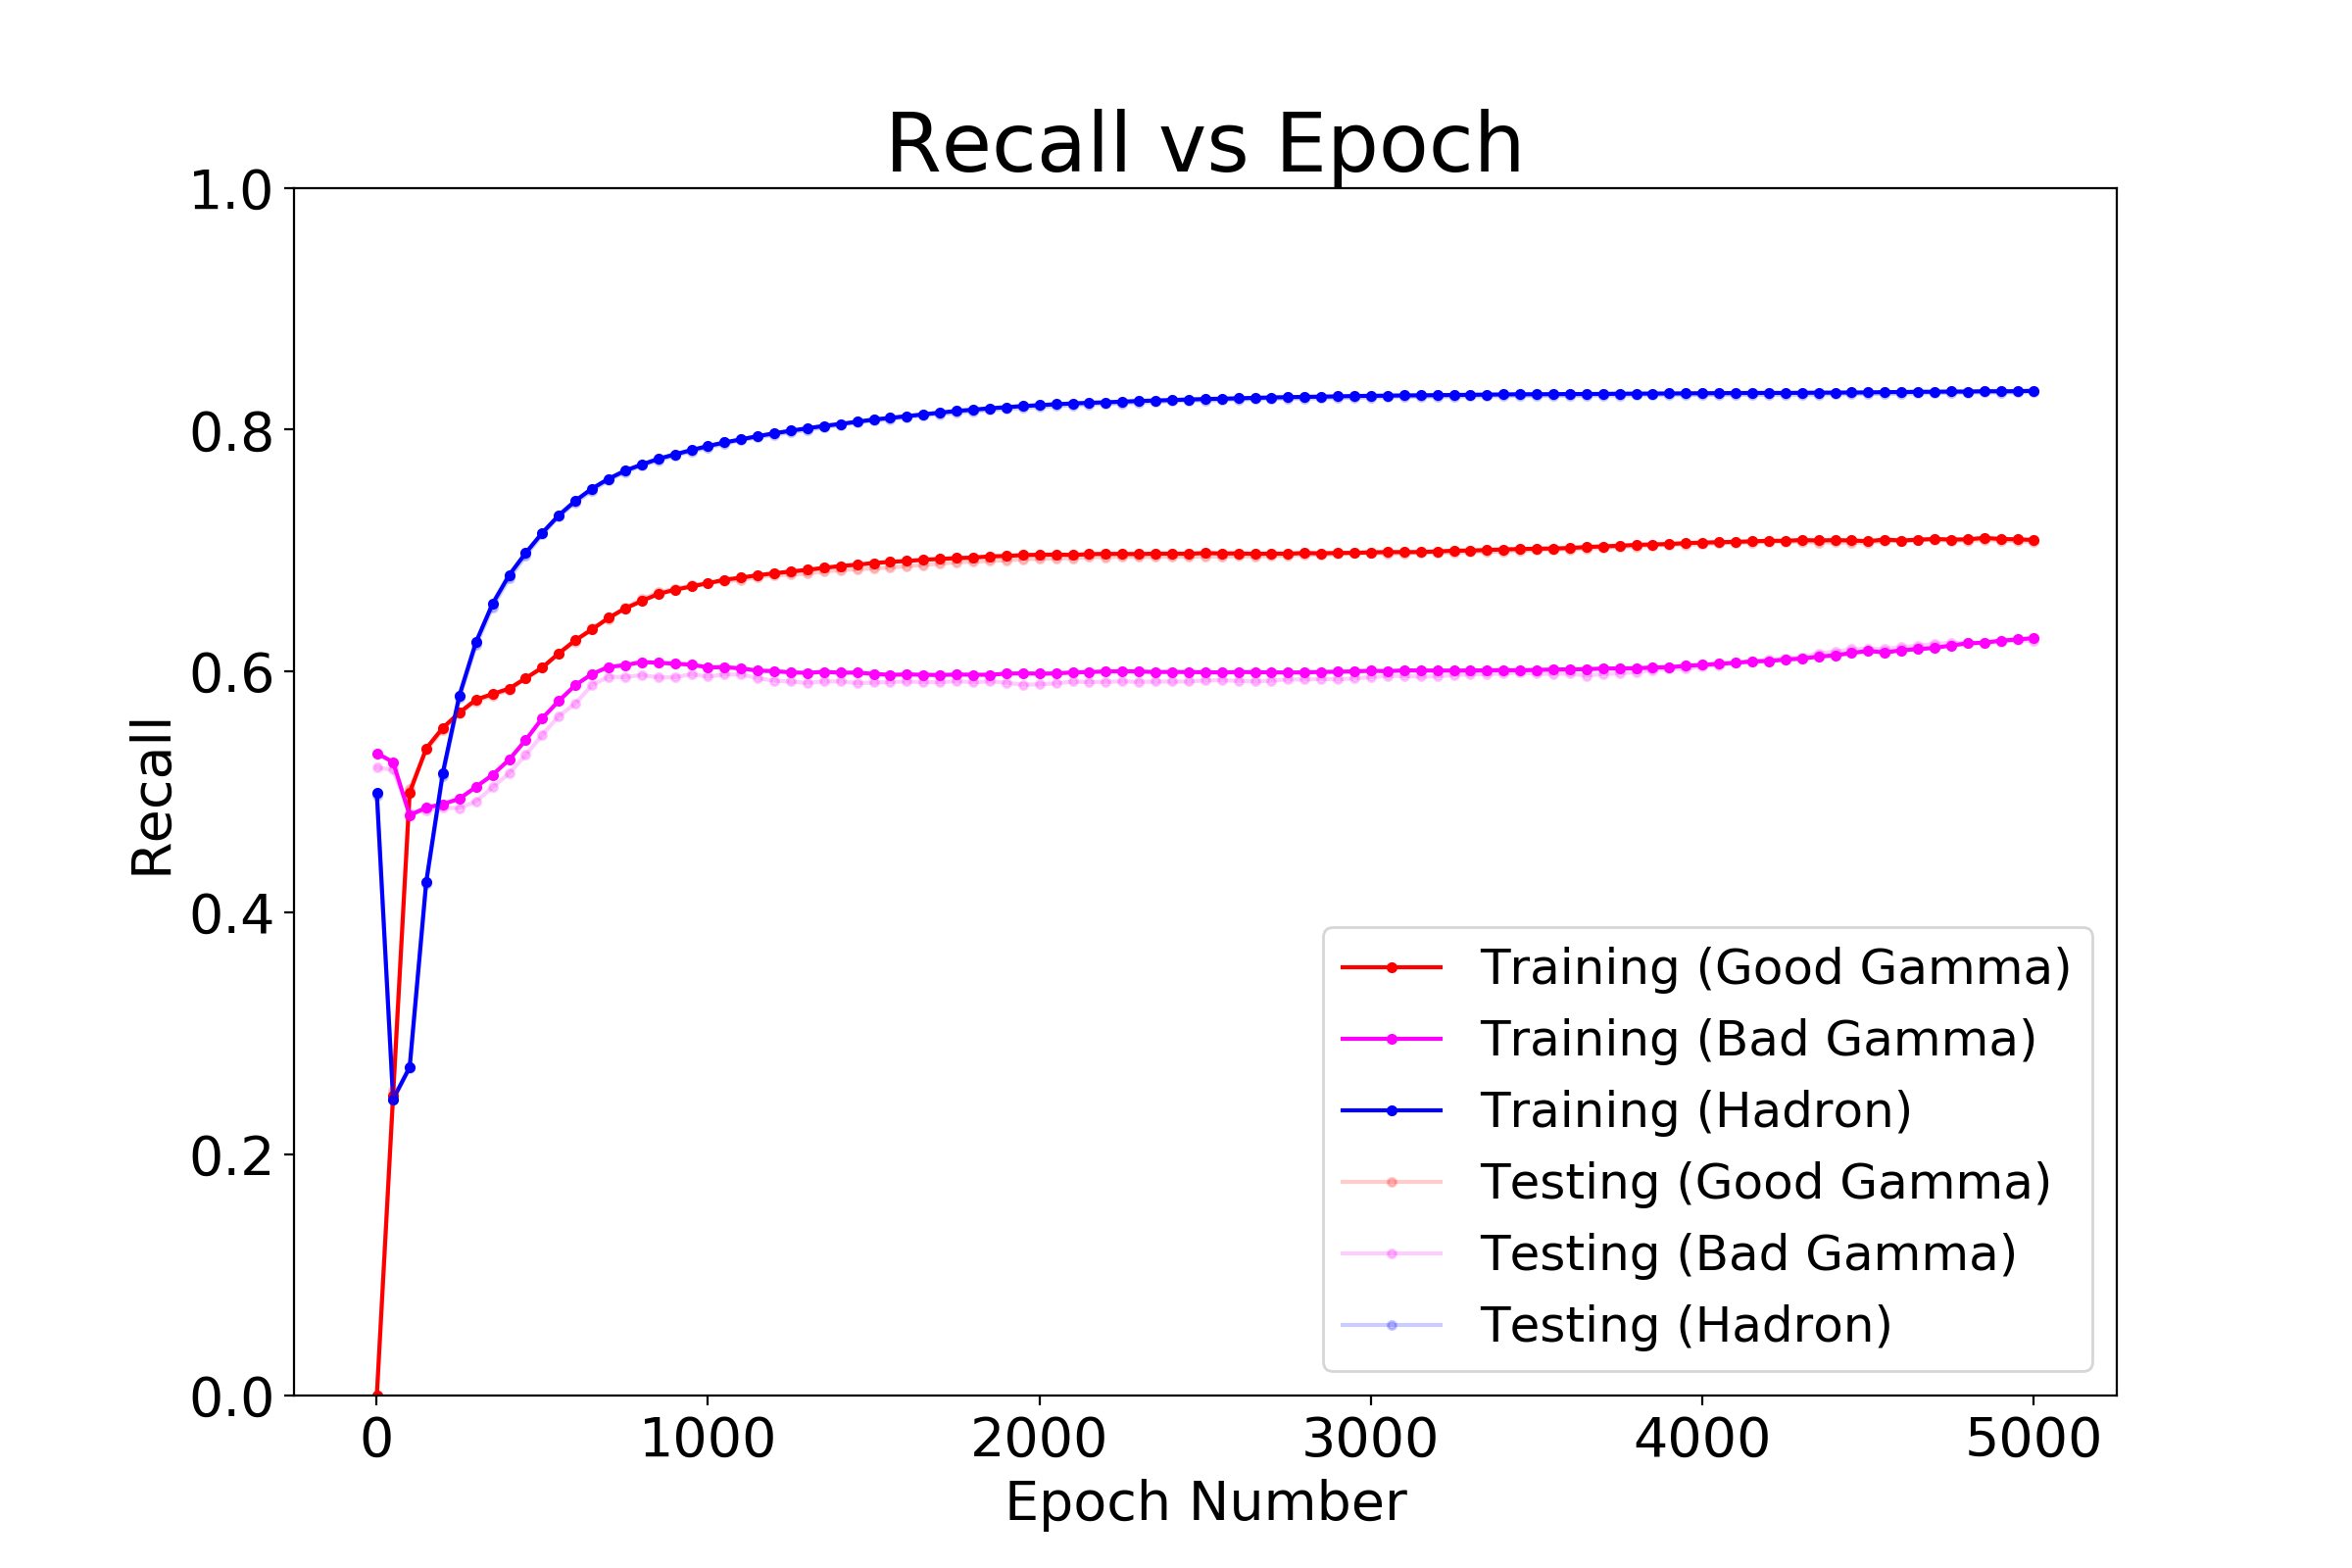 Recall vs Epoch
1.0
0.8
0.6
0.4
0.2
0.0
Recall
0 1000 2000 3000 4000 5000
Epoch Number
Training (Good Gamma)
Training (Bad Gamma)
Training (Hadron)
Testing (Good Gamma)
Testing (Bad Gamma)
Testing (Hadron)